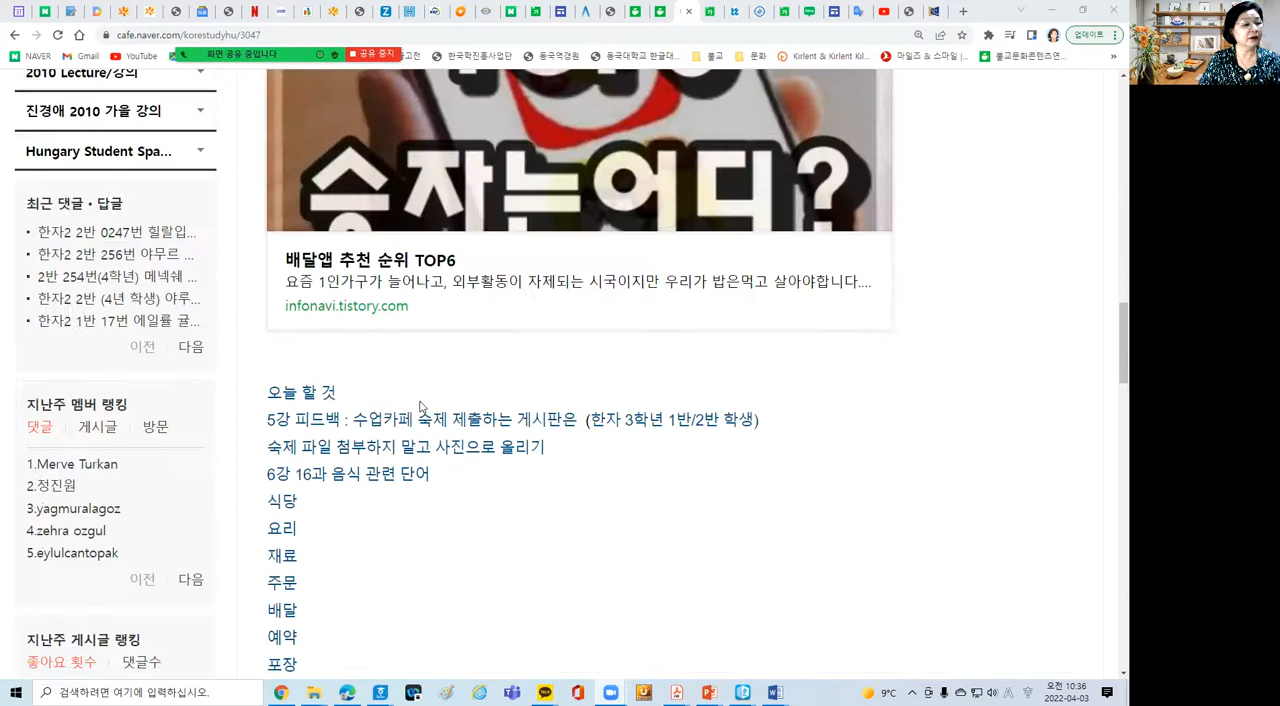 cafe.naver.com/korestudyhu/3047
업데이트
NAVER
Gmail
YouTube
화면 공유 중입니다
공유 중지
한국학진흥사업단
동국역경원
동국대학교 한글대...
불교
문화
Kırlent & Kırlent Kıl...
마일즈 & 스마일 |...
불교문화콘텐츠연...
2010 Lecture/강의
진경애 2010 가을 강의
Hungary Student Spa...
최근 댓글・답글
한자2 2반 0247번 힐랄입...
한자2 2반 256번 야무르 ...
2반 254번(4학년) 메넥쉐 ...
한자2 2반 (4년 학생) 야루...
한자2 1반 17번 에일률 귤...
이전
다음
지난주 멤버 랭킹
댓글
게시글
방문
1.Merve Turkan
2.정진원
3.yagmuralagoz
4.zehra ozgul
5.eylulcantopak
이전
다음
지난주 게시글 랭킹
좋아요 횟수
댓글수
승자는어디?
배달앱 추천 순위 TOP6
요즘 1인가구가 늘어나고, 외부활동이 자제되는 시국이지만 우리가 밥은먹고 살아야합니다....
infonavi.tistory.com
오늘 할 것
5강 피드백 : 수업카페 숙제 제출하는 게시판은 (한자 3학년 1반/2반 학생)
숙제 파일 첨부하지 말고 사진으로 올리기
6강 16과 음식 관련 단어
식당
요리
재료
주문
배달
예약
포장
검색하려면 여기에 입력하십시오.
9°C
오전 10:36
2022-04-03